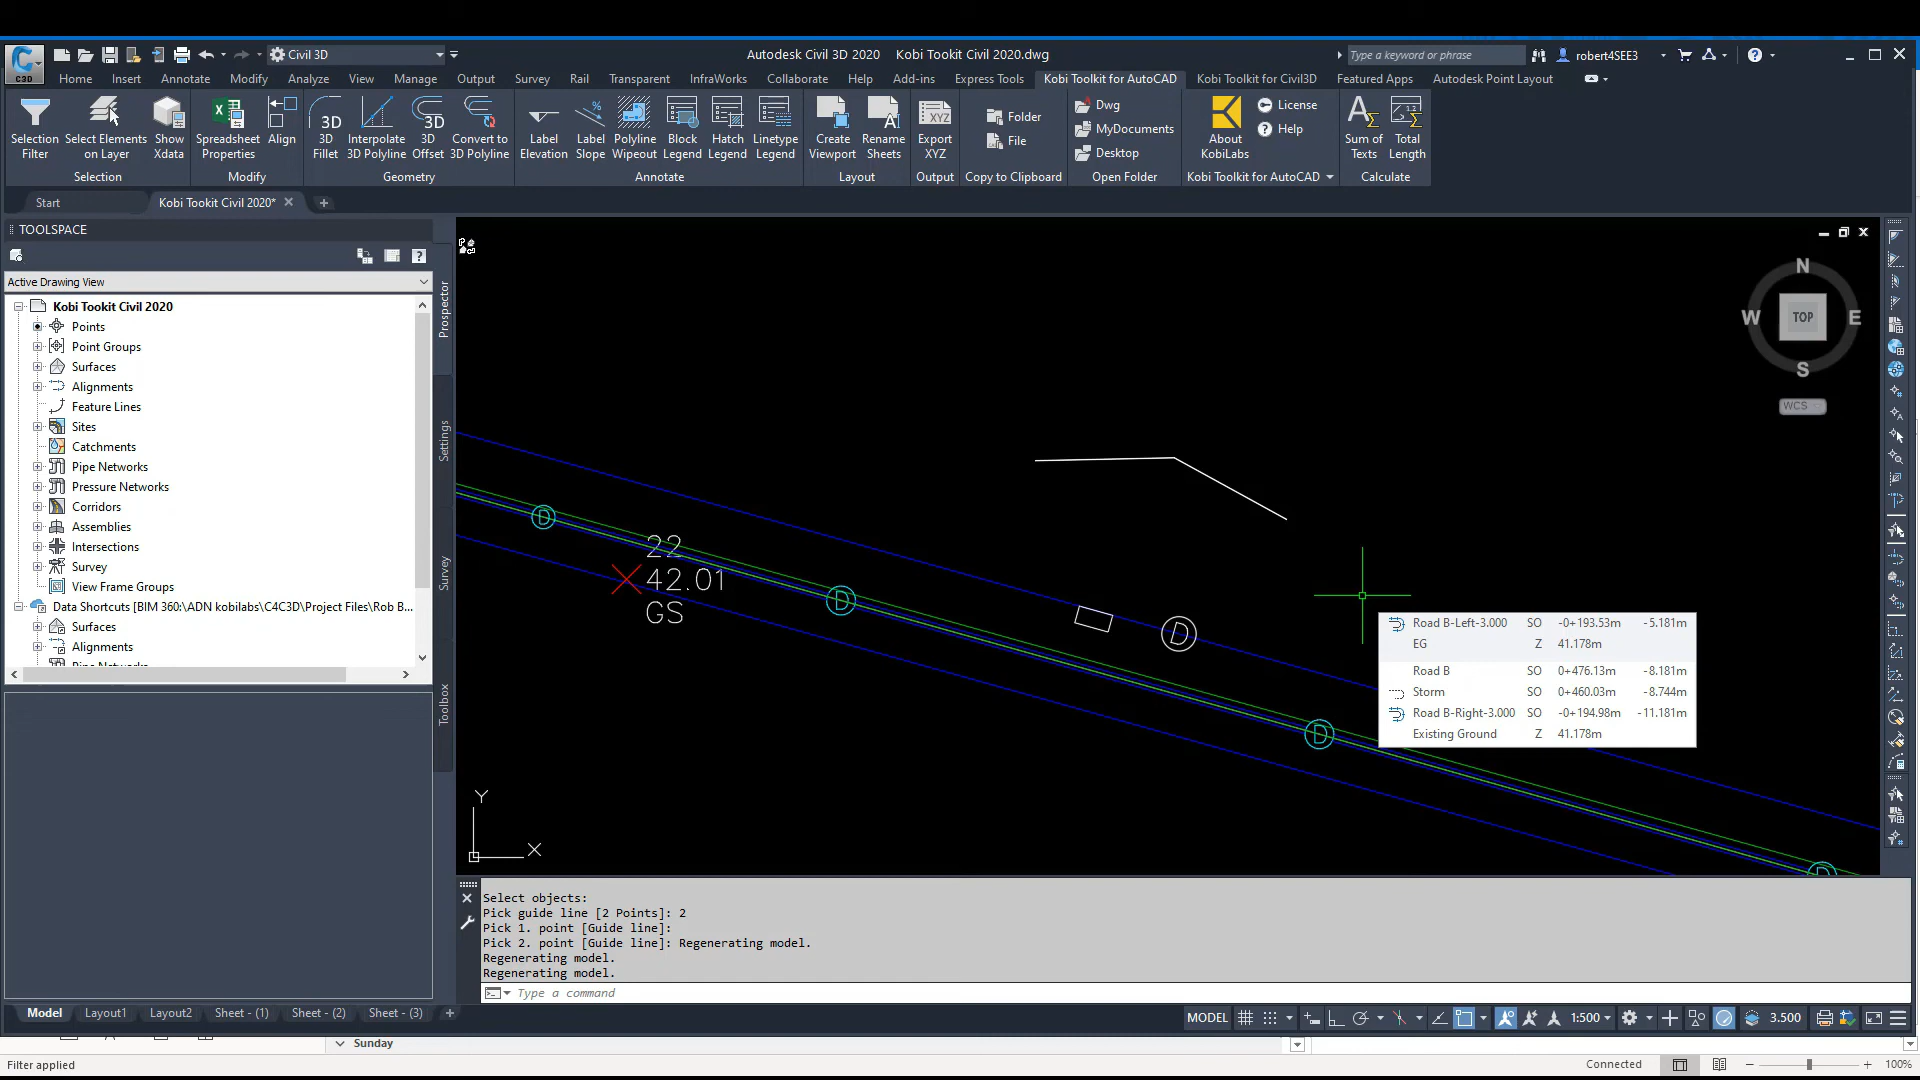 C3D
Civil 3D
Autodesk Civil 3D 2020 Kobi Tookit Civil 2020.dwg
Type a keyword or phrase
robert4SEE3
Home Insert Annotate Modify Analyze View Manage Output Survey Rail Transparent InfraWorks Collaborate Help Add-ins Express Tools Kobi Toolkit for AutoCAD Kobi Toolkit for Civil3D Featured Apps Autodesk Point Layout
Selection Filter
Select Elements on Layer
Show Xdata
Spreadsheet Properties
Align
3D Fillet
Interpolate 3D Polyline
3D Offset
Convert to 3D Polyline
Label Elevation
Label Slope
Polyline Wipeout
Block Legend
Hatch Legend
Linetype Legend
Create Viewport
Rename Sheets
Export XYZ
Folder
File
Dwg
MyDocuments
Desktop
About KobiLabs
License
Help
Sum of Texts
Total Length
Selection Modify Geometry Annotate Layout Output Copy to Clipboard Open Folder Kobi Toolkit for AutoCAD Calculate
Start Kobi Tookit Civil 2020*
TOOLSPACE
Active Drawing View
Kobi Tookit Civil 2020
Points
Point Groups
Surfaces
Alignments
Feature Lines
Sites
Catchments
Pipe Networks
Pressure Networks
Corridors
Assemblies
Intersections
Survey
View Frame Groups
Data Shortcuts [BIM 360:\ADN kobilabs\C4C3D\Project Files\Rob B...
Surfaces
Alignments
Prospector
Settings
Survey
Toolbox
N
W TOP E
S
WCS
D
22
42.01
GS
D
D
D
D
Road B-Left-3.000 SO -0+193.53m -5.181m
EG Z 41.178m
Road B SO 0+476.13m -8.181m
Storm SO 0+460.03m -8.744m
Road B-Right-3.000 SO -0+194.98m -11.181m
Existing Ground Z 41.178m
Y
X
Select objects:
Pick guide line [2 Points]: 2
Pick 1. point [Guide line]:
Pick 2. point [Guide line]: Regenerating model.
Regenerating model.
Regenerating model.
Type a command
Model Layout1 Layout2 Sheet - (1) Sheet - (2) Sheet - (3)
MODEL 1:500 3.500
Sunday
Filter applied
Connected
100%